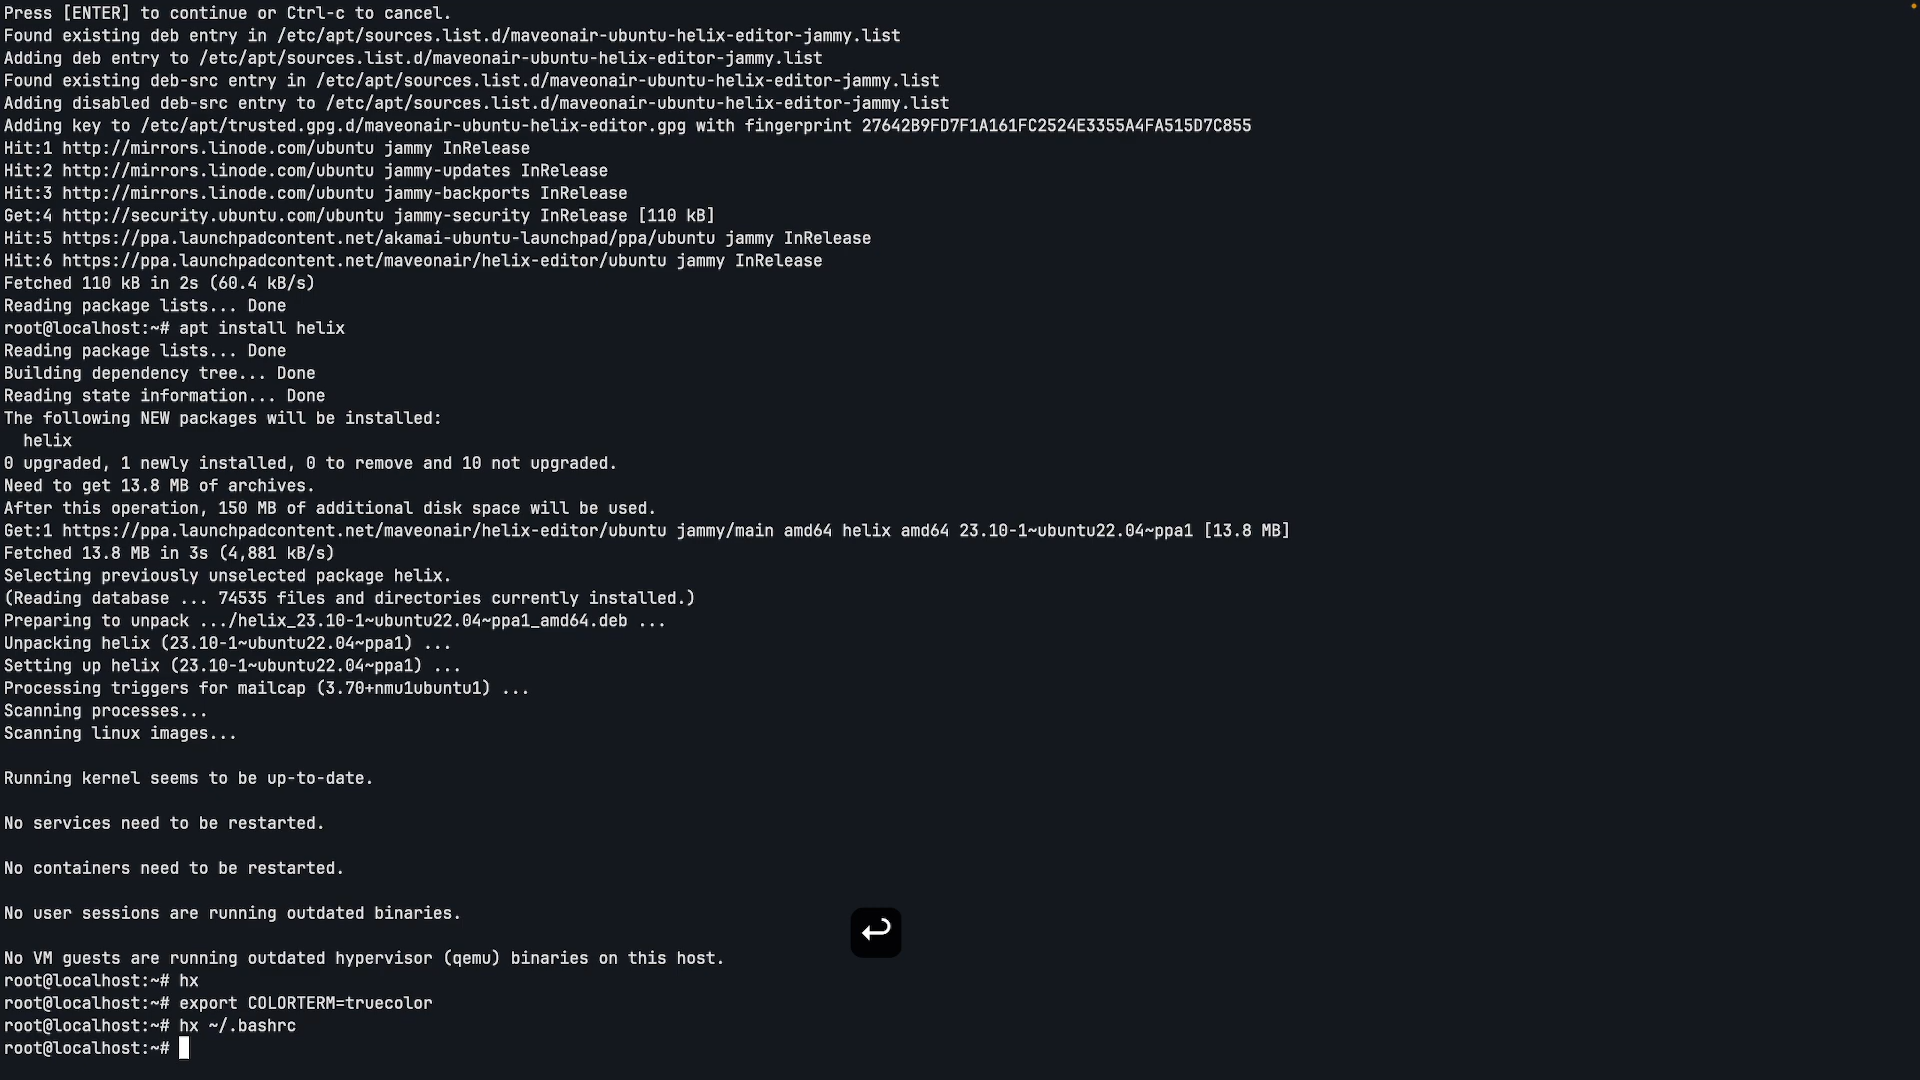 Press [ENTER] to continue or Ctrl-c to cancel.
Found existing deb entry in /etc/apt/sources.list.d/maveonair-ubuntu-helix-editor-jammy.list
Adding deb entry to /etc/apt/sources.list.d/maveonair-ubuntu-helix-editor-jammy.list
Found existing deb-src entry in /etc/apt/sources.list.d/maveonair-ubuntu-helix-editor-jammy.list
Adding disabled deb-src entry to /etc/apt/sources.list.d/maveonair-ubuntu-helix-editor-jammy.list
Adding key to /etc/apt/trusted.gpg.d/maveonair-ubuntu-helix-editor.gpg with fingerprint 27642B9FD7F1A161FC2524E3355A4FA515D7C855
Hit:1 http://mirrors.linode.com/ubuntu jammy InRelease
Hit:2 http://mirrors.linode.com/ubuntu jammy-updates InRelease
Hit:3 http://mirrors.linode.com/ubuntu jammy-backports InRelease
Get:4 http://security.ubuntu.com/ubuntu jammy-security InRelease [110 kB]
Hit:5 https://ppa.launchpadcontent.net/akamai-ubuntu-launchpad/ppa/ubuntu jammy InRelease
Hit:6 https://ppa.launchpadcontent.net/maveonair/helix-editor/ubuntu jammy InRelease
Fetched 110 kB in 2s (60.4 kB/s)
Reading package lists... Done
root@localhost:~# apt install helix
Reading package lists... Done
Building dependency tree... Done
Reading state information... Done
The following NEW packages will be installed:
  helix
0 upgraded, 1 newly installed, 0 to remove and 10 not upgraded.
Need to get 13.8 MB of archives.
After this operation, 150 MB of additional disk space will be used.
Get:1 https://ppa.launchpadcontent.net/maveonair/helix-editor/ubuntu jammy/main amd64 helix amd64 23.10-1~ubuntu22.04~ppa1 [13.8 MB]
Fetched 13.8 MB in 3s (4,881 kB/s)
Selecting previously unselected package helix.
(Reading database ... 74535 files and directories currently installed.)
Preparing to unpack .../helix_23.10-1~ubuntu22.04~ppa1_amd64.deb ...
Unpacking helix (23.10-1~ubuntu22.04~ppa1) ...
Setting up helix (23.10-1~ubuntu22.04~ppa1) ...
Processing triggers for mailcap (3.70+nmu1ubuntu1) ...
Scanning processes...
Scanning linux images...
Running kernel seems to be up-to-date.
No services need to be restarted.
No containers need to be restarted.
No user sessions are running outdated binaries.
No VM guests are running outdated hypervisor (qemu) binaries on this host.
root@localhost:~# hx
root@localhost:~# export COLORTERM=truecolor
root@localhost:~# hx ~/.bashrc
root@localhost:~#